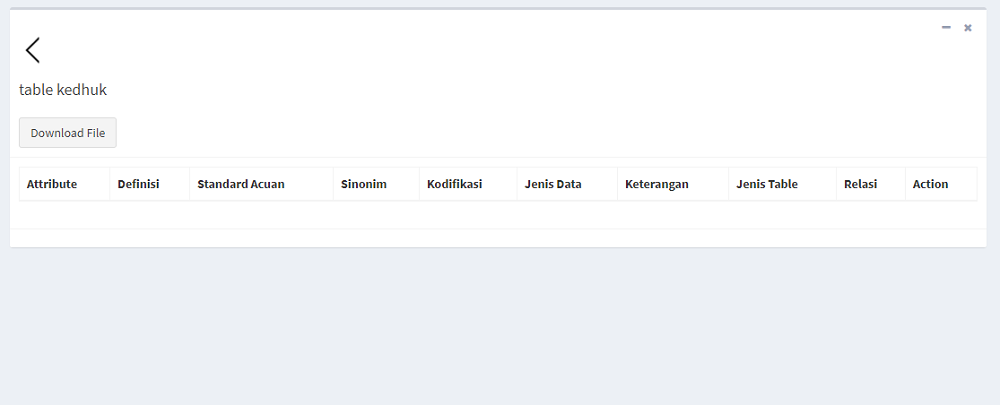 table kedhuk
Download File
Attribute Definisi Standard Acuan Sinonim Kodifikasi Jenis Data Keterangan Jenis Table Relasi Action